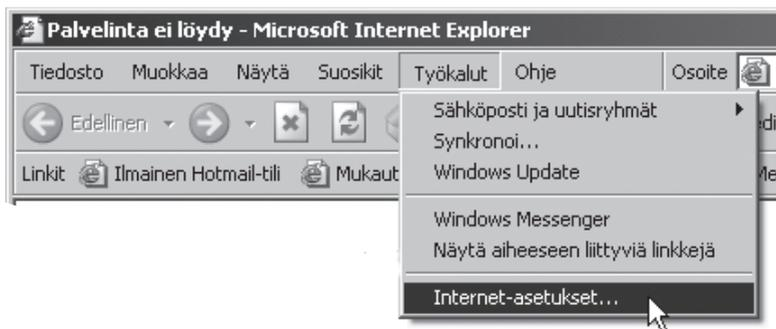 Palvelinta ei löydy - Microsoft Internet Explorer
Tiedosto Muokkaa Näytä Suosikit Työkalut Ohje Osoite
Edellinen
Sähköposti ja uutisryhmät
Synkronoi...
Windows Update
Linkit Ilmainen Hotmail-tili
Windows Messenger
Näytä aiheeseen liittyviä linkkejä
Internet-asetukset...